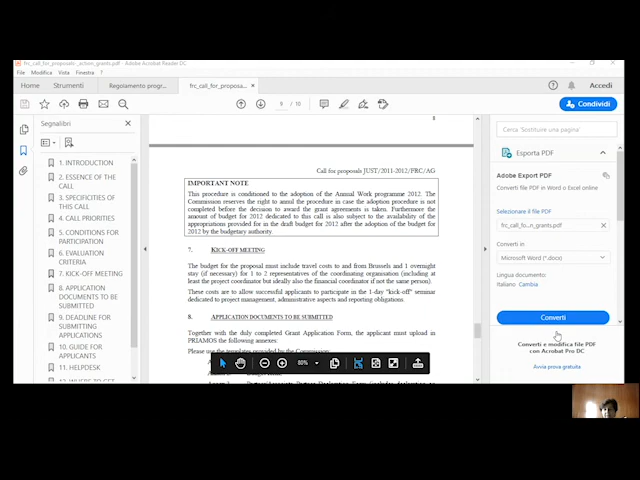 frc_call_for_proposals_action_grants.pdf - Adobe Acrobat Reader DC
File Modifica Vista Finestra ?
Home Strumenti Regolamento progr... frc_call_for_proposa... × Accedi
9 / 10 Condividi
Segnalibri ×
1. INTRODUCTION
2. ESSENCE OF THE
CALL
3. SPECIFICITIES OF
THIS CALL
4. CALL PRIORITIES
5. CONDITIONS FOR
PARTICIPATION
6. EVALUATION
CRITERIA
7. KICK-OFF MEETING
8. APPLICATION
DOCUMENTS TO BE
SUBMITTED
9. DEADLINE FOR
SUBMITTING
APPLICATIONS
10. GUIDE FOR
APPLICANTS
11. HELPDESK
12. WHERE TO GET
8
Call for proposals JUST/2011-2012/FRC/AG
IMPORTANT NOTE
This procedure is conditioned to the adoption of the Annual Work programme 2012. The
Commission reserves the right to annul the procedure in case the adoption procedure is not
completed before the decision to award the grant agreements is taken. Furthermore the
amount of budget for 2012 dedicated to this call is also subject to the availability of the
appropriations provided for in the draft budget for 2012 after the adoption of the budget for
2012 by the budgetary authority.
7. KICK-OFF MEETING
The budget for the proposal must include travel costs to and from Brussels and 1 overnight
stay (if necessary) for 1 to 2 representatives of the coordinating organisation (including at
least the project coordinator but ideally also the financial coordinator if not the same person).
These costs are to allow successful applicants to participate in the 1-day "kick-off" seminar
dedicated to project management, administrative aspects and reporting obligations.
8. APPLICATION DOCUMENTS TO BE SUBMITTED
Together with the duly completed Grant Application Form, the applicant must upload in
PRIAMOS the following annexes:
Please use the templates provided by the Commission.
80%
Cerca: 'Sostituire una pagina'
Esporta PDF
Adobe Export PDF
Converti file PDF in Word o Excel online
Selezionare il file PDF
frc_call_fo...n_grants.pdf ×
Converti in
Microsoft Word (*.docx)
Lingua documento:
Italiano Cambia
Converti
Converti e modifica file PDF
con Acrobat Pro DC
Avvia prova gratuita